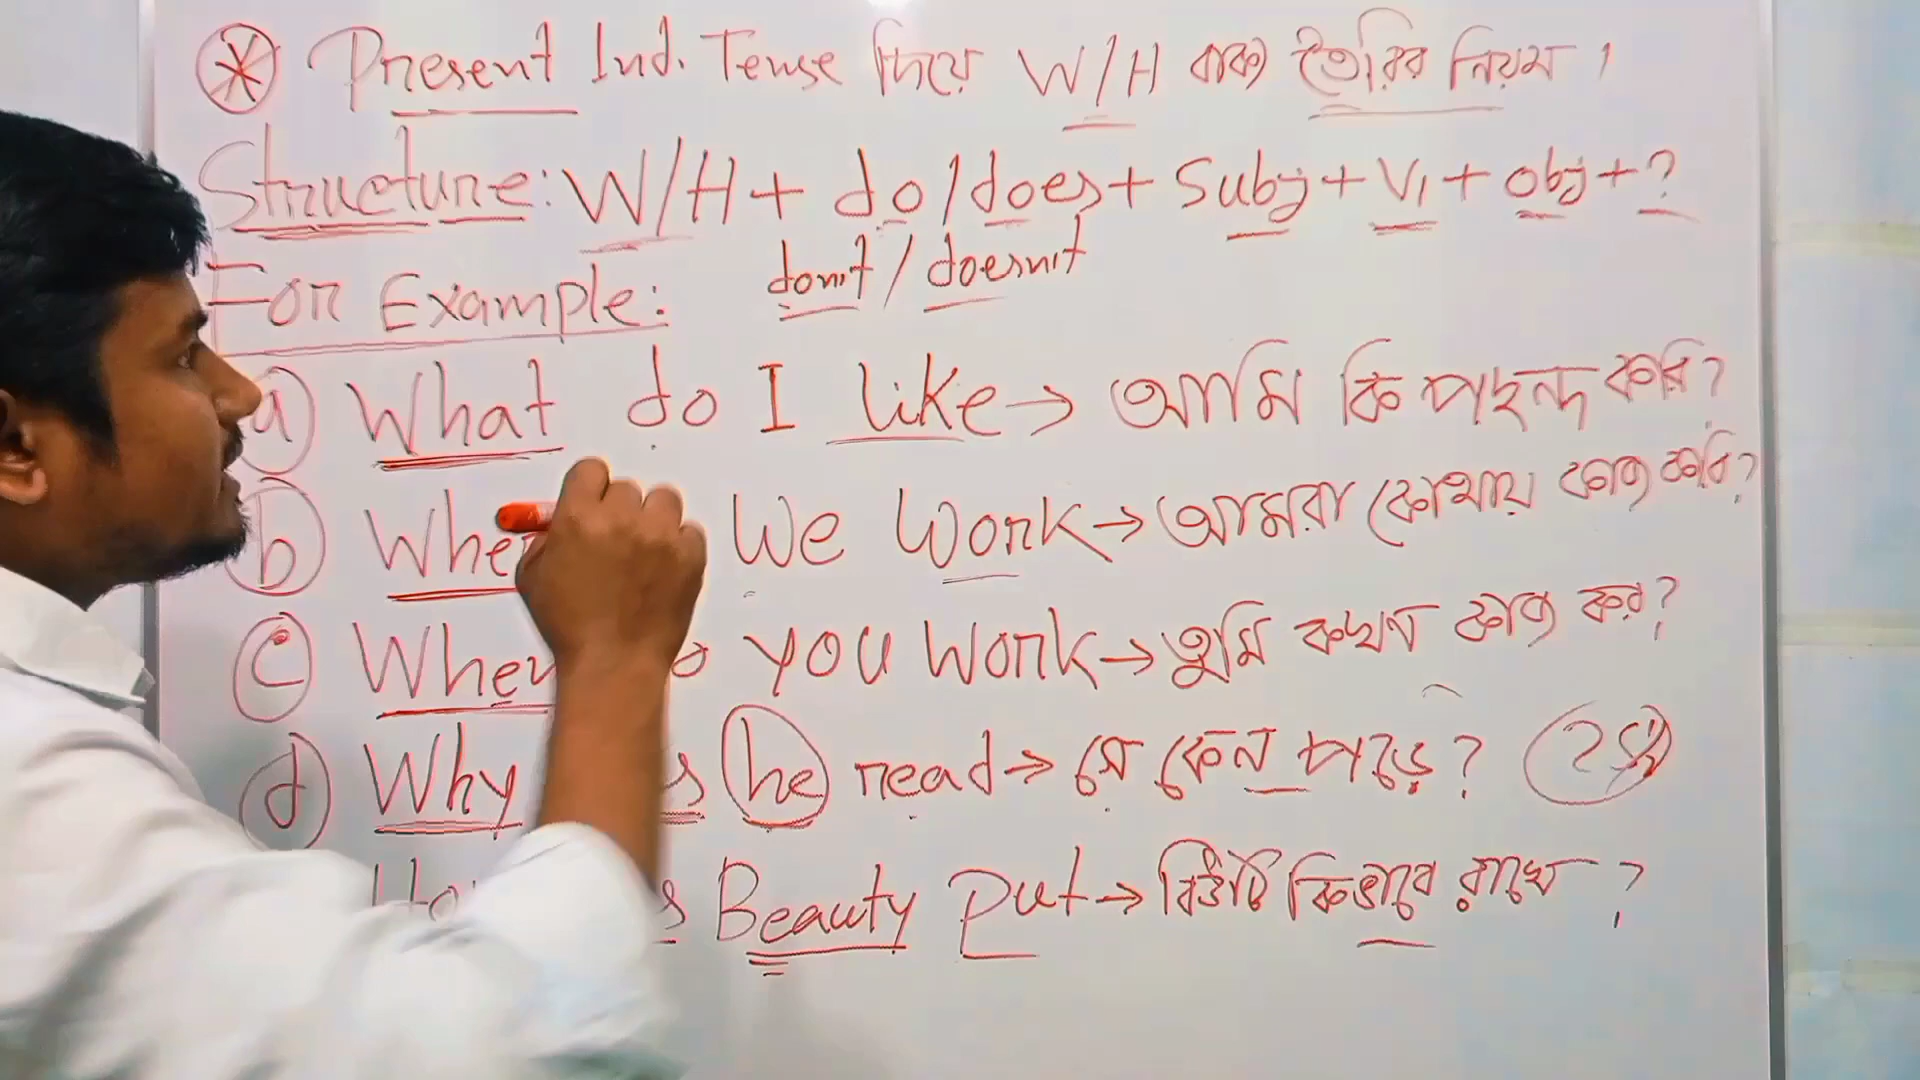 * Present Ind. Tense দিয়ে W/H বাক্য তৈরির নিয়ম ।
Structure: W/H + do/does + Subj + V1 + obj + ?
don't / doesn't
For Example:
a) What do I like → আমি কি পছন্দ করি?
b) We Work → আমরা কোথায় কাজ করি?
c) When you Work → তুমি কখন কাজ কর?
d) Why he read → সে কেন পড়ে ?
Beauty Put → বিউটি কিভাবে রাখে ?